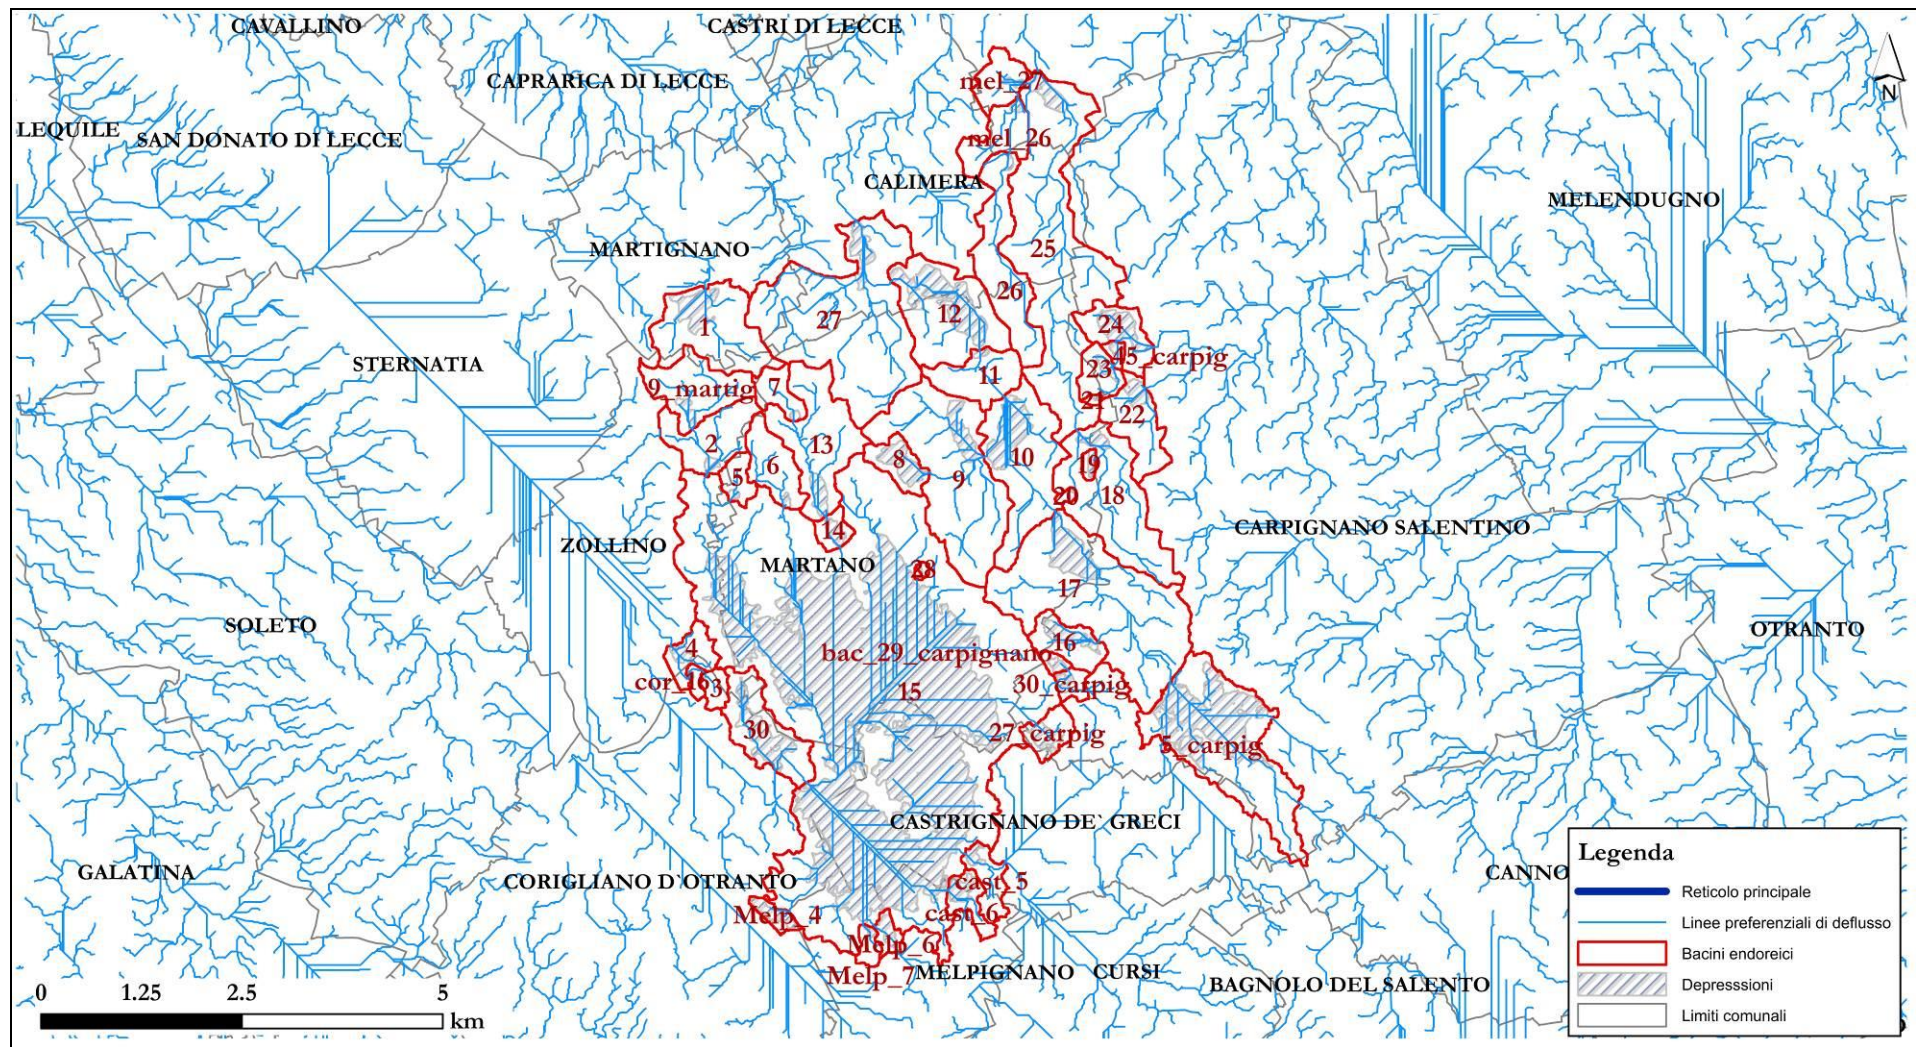 CAVALLINO
CASTRI DI LECCE
CAPRARICA DI LECCE
mel_27
N
LEQUILE
SAN DONATO DI LECCE
mel_26
CALIMERA
MELENDUGNO
MARTIGNANO
25
26
12
27
1
24
45_carpig
STERNATIA
23
11
9_martig
7
21
22
2
13
6
8
10
9
5
19
20
18
14
CARPIGNANO SALENTINO
ZOLLINO
MARTANO
28
17
SOLETO
OTRANTO
16
4
bac_29_carpignano
cor_16
3
30_carpig
15
30
27_carpig
5_carpig
CASTRIGNANO DE` GRECI
Legenda
GALATINA
CORIGLIANO D`OTRANTO
cast_5
CANNO
Reticolo principale
Melp_4
cast_6
Linee preferenziali di deflusso
Melp_6
Bacini endoreici
Melp_7
MELPIGNANO
CURSI
BAGNOLO DEL SALENTO
Depresssioni
0 1.25 2.5 5
km
Limiti comunali